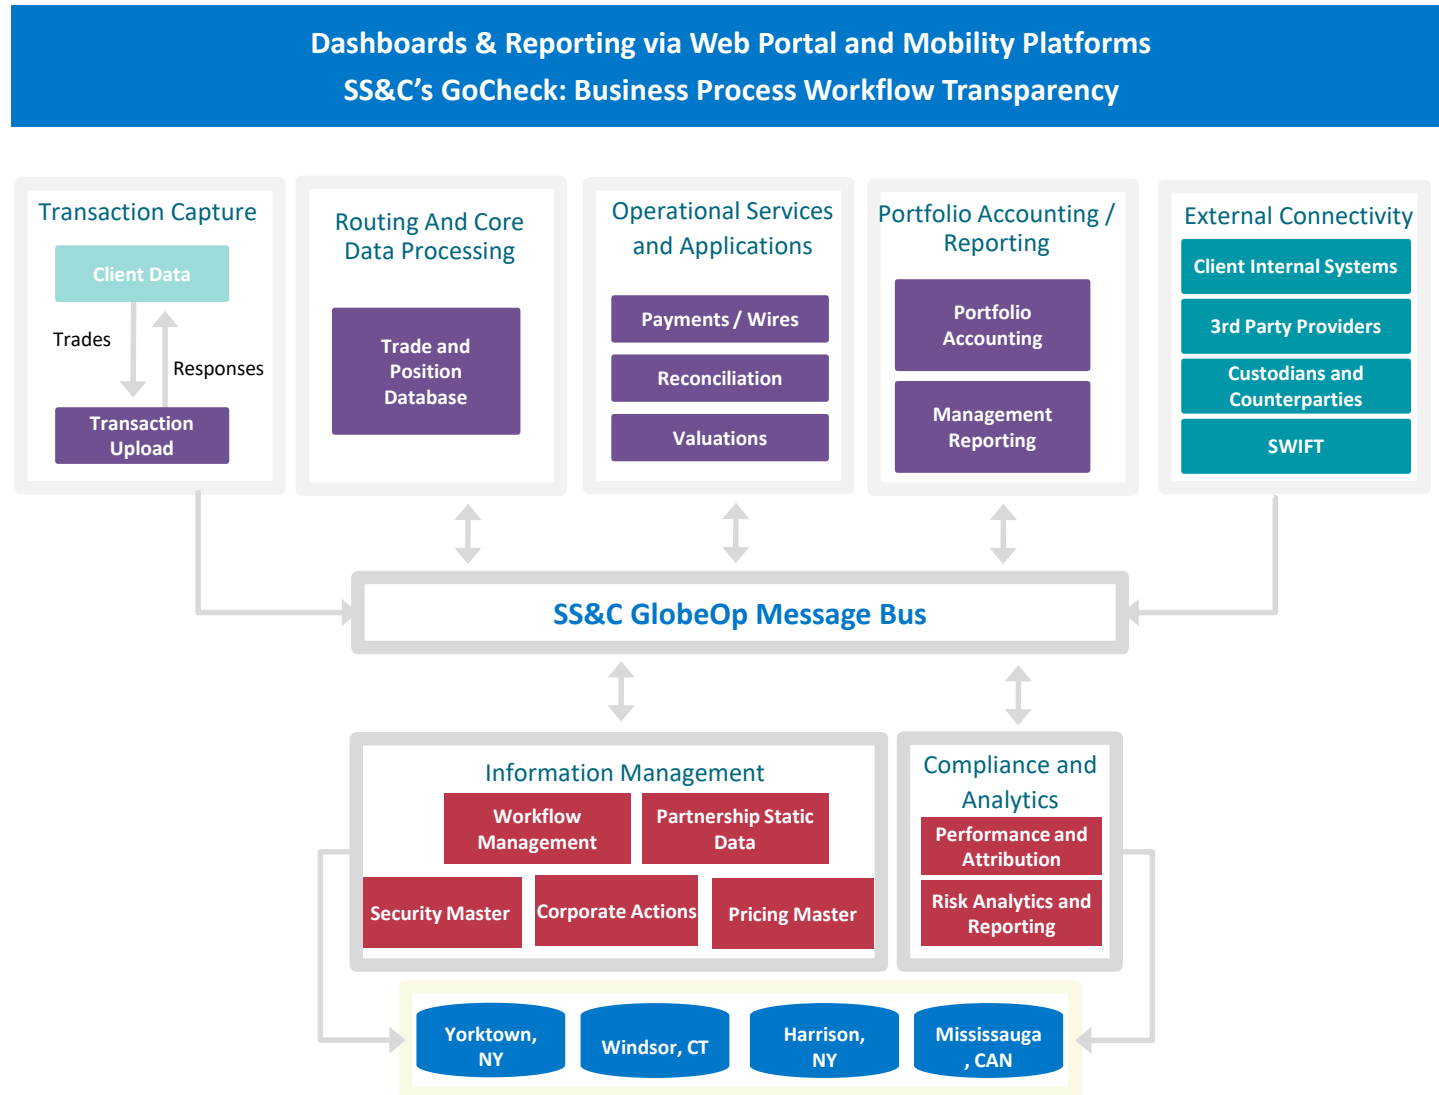 Dashboards & Reporting via Web Portal and Mobility Platforms
SS&C's GoCheck: Business Process Workflow Transparency
Transaction Capture
Client Data
Trades
Responses
Transaction
Upload
Routing And Core
Data Processing
Trade and
Position
Database
Operational Services
and Applications
Payments / Wires
Reconciliation
Valuations
Portfolio Accounting /
Reporting
Portfolio
Accounting
Management
Reporting
External Connectivity
Client Internal Systems
3rd Party Providers
Custodians and
Counterparties
SWIFT
SS&C GlobeOp Message Bus
Information Management
Workflow
Management
Partnership Static
Data
Security Master
Corporate Actions
Pricing Master
Compliance and
Analytics
Performance and
Attribution
Risk Analytics and
Reporting
Yorktown,
NY
Windsor, CT
Harrison,
NY
Mississauga
, CAN